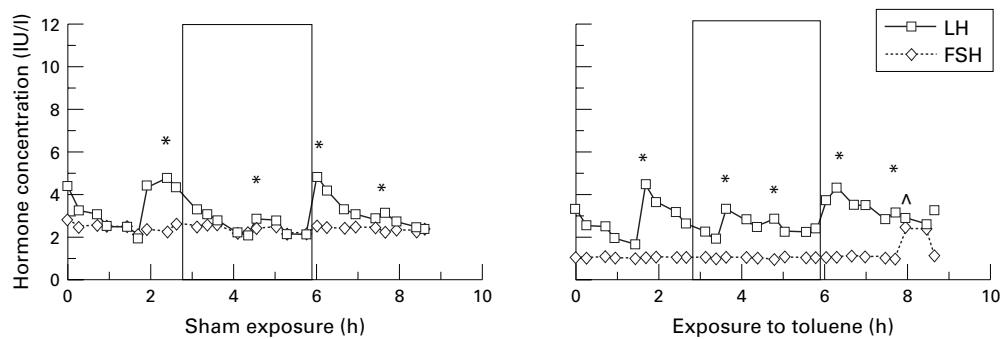 Hormone concentration (IU/l)
12
10
8
6
4
2
0
* * * *
0 2 4 6 8 10
Sham exposure (h)
* * * * * ^
0 2 4 6 8 10
Exposure to toluene (h)
LH
FSH